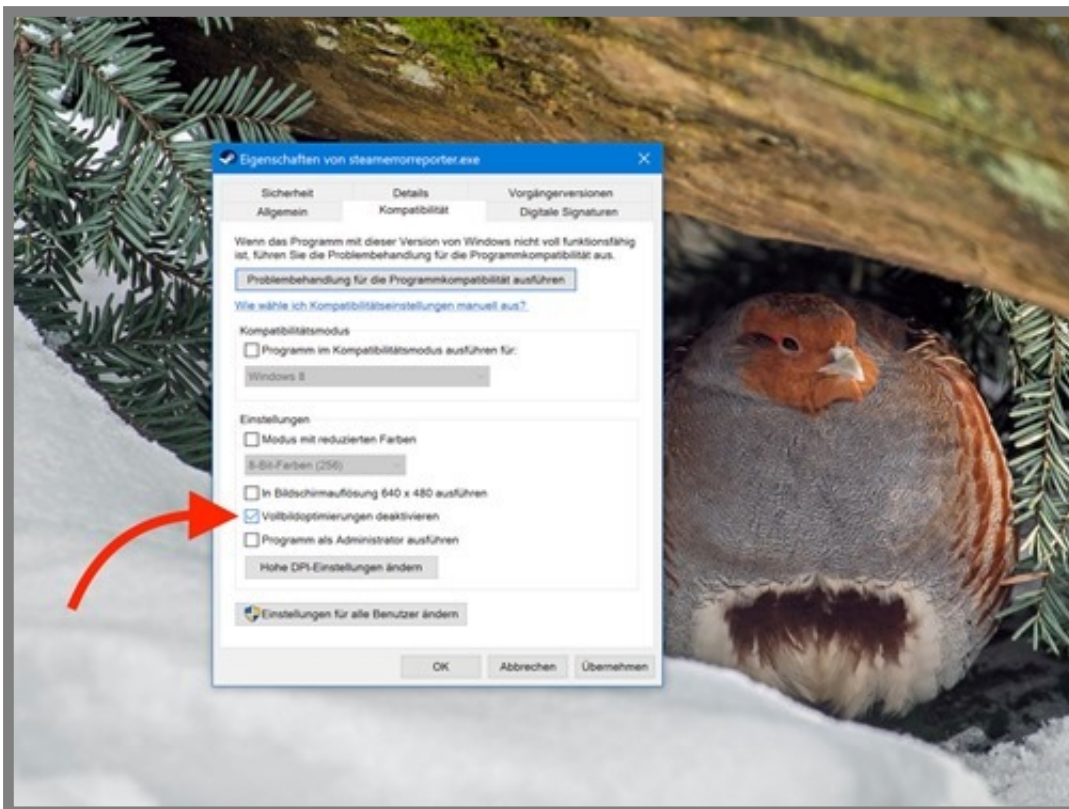 Eigenschaften von steamerrorreporter.exe
Sicherheit Details Vorgängerversionen
Allgemein Kompatibilität Digitale Signaturen
Wenn das Programm mit dieser Version von Windows nicht voll funktionsfähig
ist, führen Sie die Problembehandlung für die Programmkompatibilität aus.
Problembehandlung für die Programmkompatibilität ausführen
Wie wähle ich Kompatibilitätseinstellungen manuell aus?
Kompatibilitätsmodus
Programm im Kompatibilitätsmodus ausführen für:
Windows 8
Einstellungen
Modus mit reduzierten Farben
8-Bit-Farben (256)
In Bildschirmauflösung 640 x 480 ausführen
Vollbildoptimierungen deaktivieren
Programm als Administrator ausführen
Hohe DPI-Einstellungen ändern
Einstellungen für alle Benutzer ändern
OK Abbrechen Übernehmen